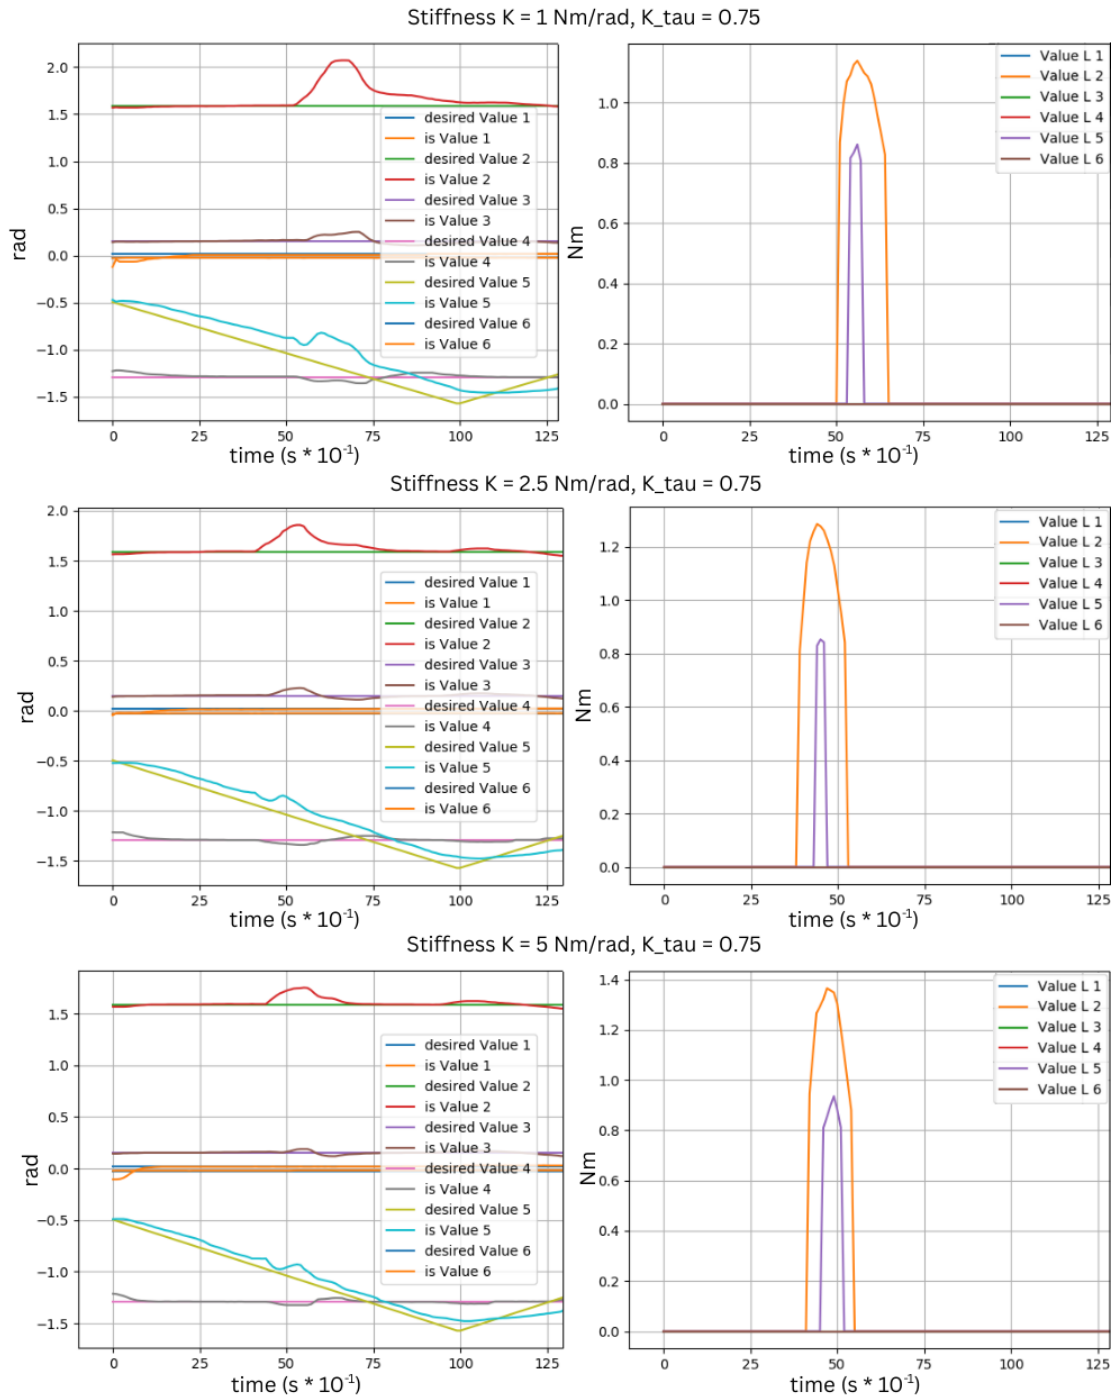 Stiffness K = 1 Nm/rad, K_tau = 0.75
2.0
1.5
1.0
0.5
0.0
−0.5
−1.0
−1.5
rad
desired Value 1
is Value 1
desired Value 2
is Value 2
desired Value 3
is Value 3
desired Value 4
is Value 4
desired Value 5
is Value 5
desired Value 6
is Value 6
0 25 50 75 100 125
time (s * 10⁻¹)
1.0
0.8
0.6
0.4
0.2
0.0
Nm
Value L 1
Value L 2
Value L 3
Value L 4
Value L 5
Value L 6
0 25 50 75 100 125
time (s * 10⁻¹)
Stiffness K = 2.5 Nm/rad, K_tau = 0.75
2.0
1.5
1.0
0.5
0.0
−0.5
−1.0
−1.5
rad
desired Value 1
is Value 1
desired Value 2
is Value 2
desired Value 3
is Value 3
desired Value 4
is Value 4
desired Value 5
is Value 5
desired Value 6
is Value 6
0 25 50 75 100 125
time (s * 10⁻¹)
1.2
1.0
0.8
0.6
0.4
0.2
0.0
Nm
Value L 1
Value L 2
Value L 3
Value L 4
Value L 5
Value L 6
0 25 50 75 100 125
time (s * 10⁻¹)
Stiffness K = 5 Nm/rad, K_tau = 0.75
1.5
1.0
0.5
0.0
−0.5
−1.0
−1.5
rad
desired Value 1
is Value 1
desired Value 2
is Value 2
desired Value 3
is Value 3
desired Value 4
is Value 4
desired Value 5
is Value 5
desired Value 6
is Value 6
0 25 50 75 100 125
time (s * 10⁻¹)
1.4
1.2
1.0
0.8
0.6
0.4
0.2
0.0
Nm
Value L 1
Value L 2
Value L 3
Value L 4
Value L 5
Value L 6
0 25 50 75 100 125
time (s * 10⁻¹)